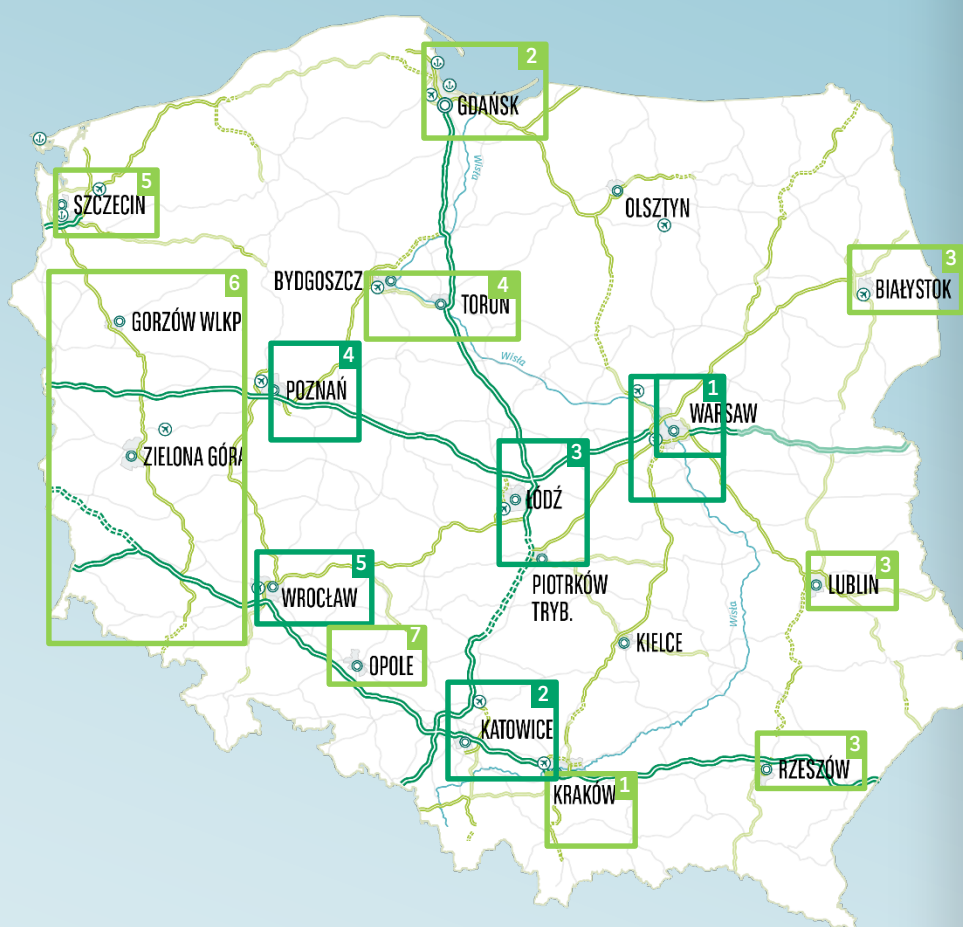 2
GDAŃSK
Wisła
5
SZCZECIN
OLSZTYN
3
BIAŁYSTOK
6
BYDGOSZCZ
4
TORUŃ
GORZÓW WLKP
Wisła
4
POZNAŃ
1
WARSAW
ZIELONA GÓRA
3
ŁÓDŹ
5
WROCŁAW
PIOTRKÓW
TRYB.
3
LUBLIN
Wisła
7
OPOLE
KIELCE
2
KATOWICE
3
RZESZÓW
1
KRAKÓW